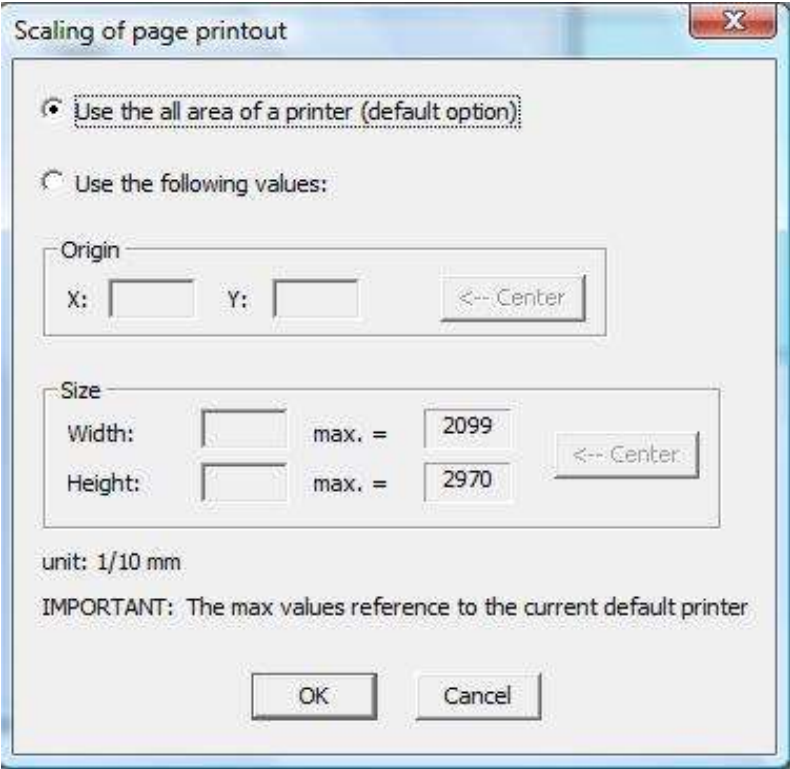 Scaling of page printout
Use the all area of a printer (default option)
Use the following values:
Origin
X: Y: <-- Center
Size
Width: max. = 2099
<-- Center
Height: max. = 2970
unit: 1/10 mm
IMPORTANT: The max values reference to the current default printer
OK Cancel